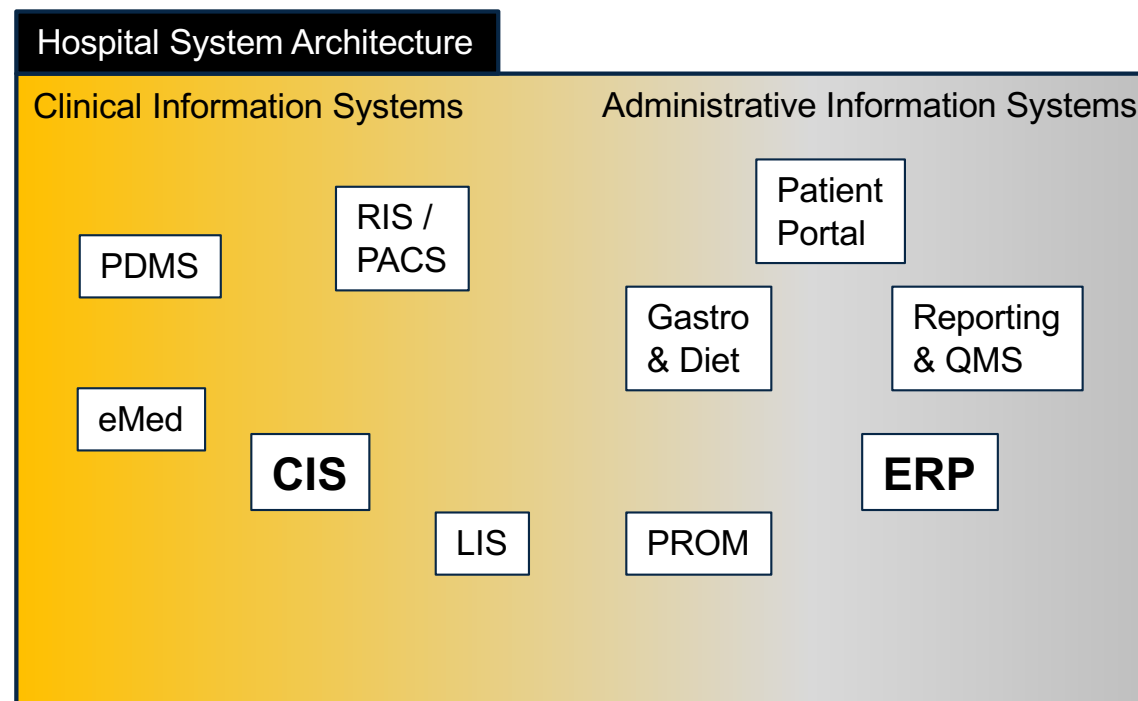 Hospital System Architecture
Clinical Information Systems
Administrative Information Systems
Patient
Portal
RIS /
PACS
PDMS
Gastro
& Diet
Reporting
& QMS
eMed
CIS
ERP
LIS
PROM